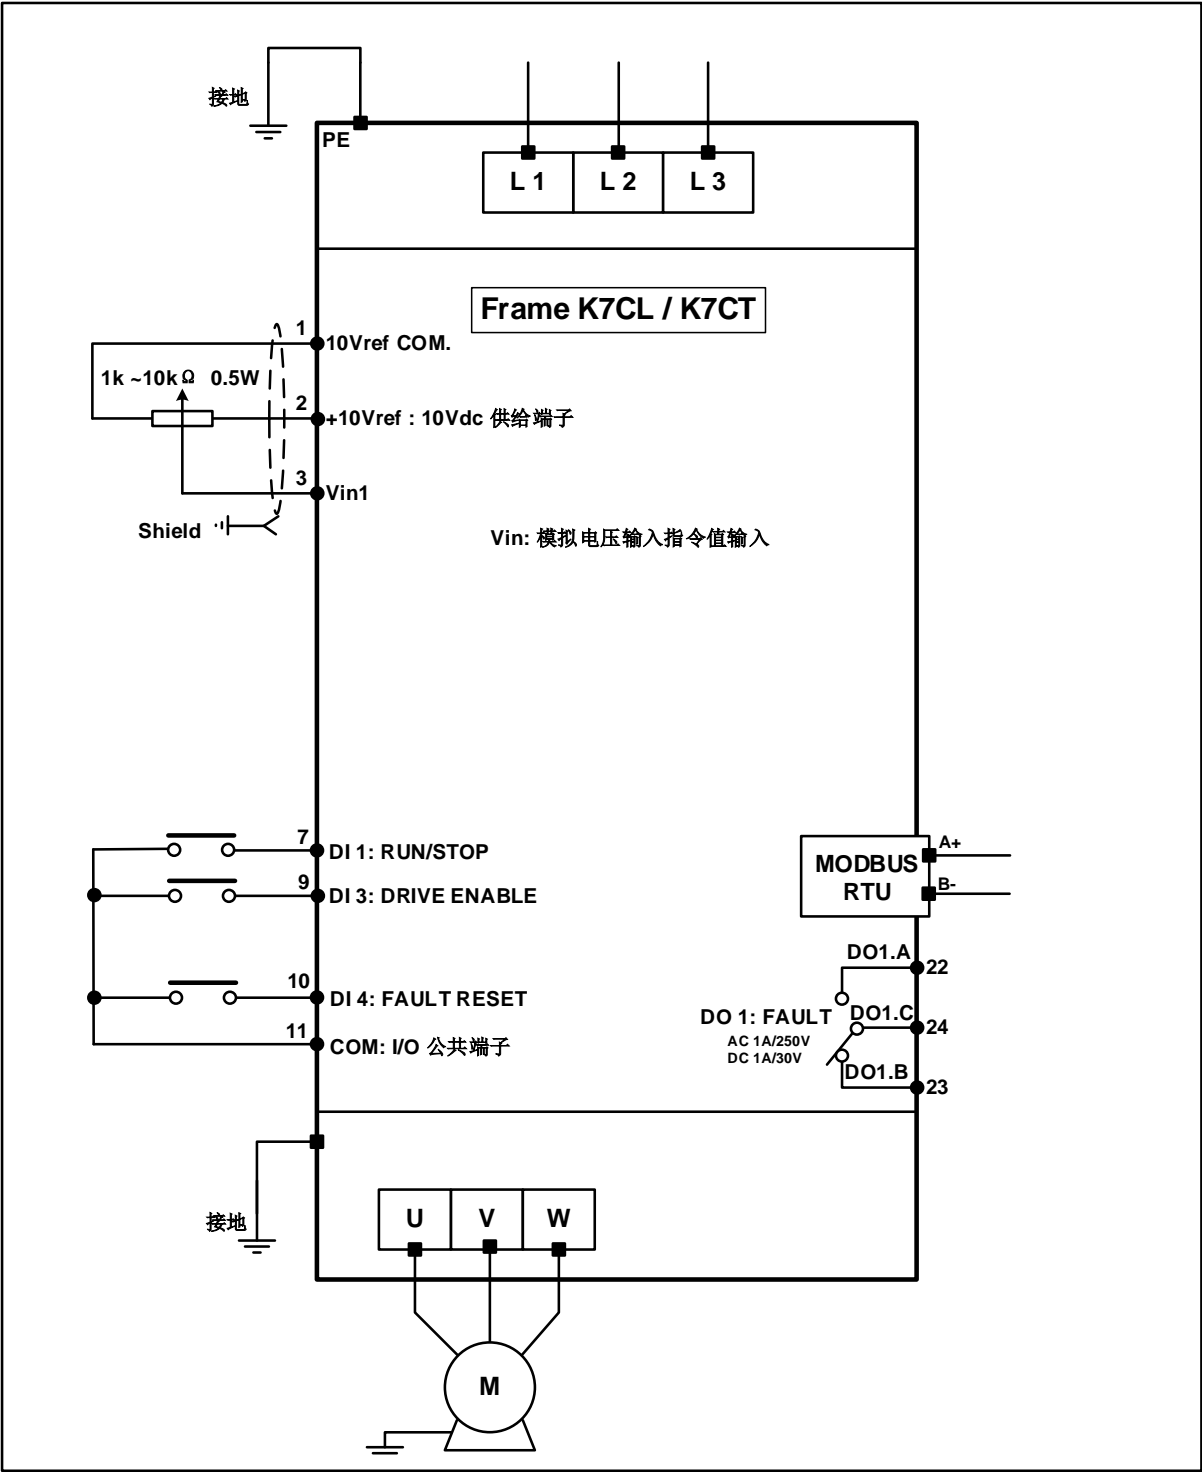 接地
PE
L 1 L 2 L 3
Frame K7CL / K7CT
1
10Vref COM.
1k ~10k Ω 0.5W
2
+10Vref : 10Vdc 供给端子
3
Vin1
Shield
Vin: 模拟电压输入指令值输入
7
DI 1: RUN/STOP
9
DI 3: DRIVE ENABLE
10
DI 4: FAULT RESET
11
COM: I/O 公共端子
MODBUS
RTU
A+
B-
DO1.A
22
DO 1: FAULT
DO1.C
24
AC 1A/250V
DC 1A/30V
DO1.B
23
接地
U V W
M